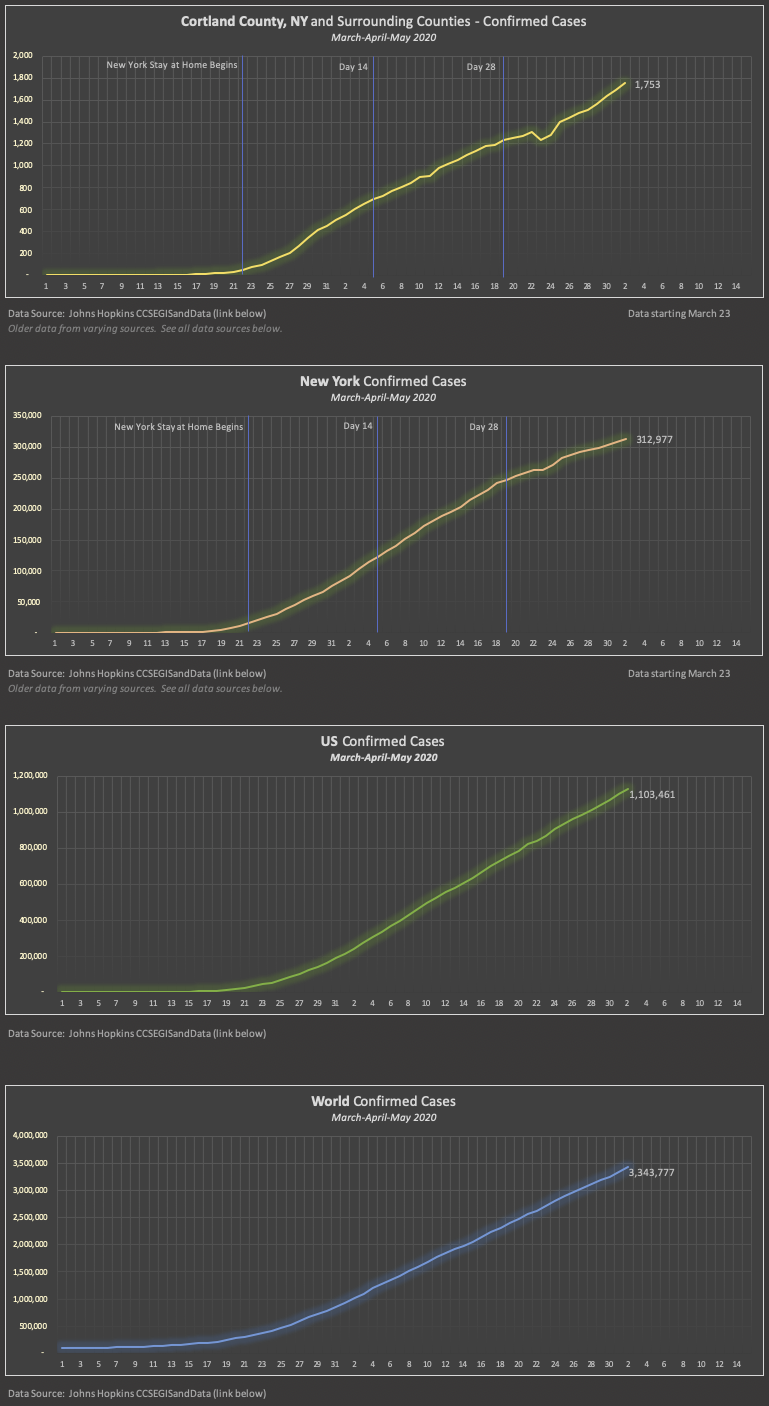 Cortland County, NY and Surrounding Counties - Confirmed Cases
March-April-May 2020
New York Stay at Home Begins
Day 14
Day 28
2,000
1,800
1,600
1,400
1,200
1,000
800
600
400
200
-
1,753
1 3 5 7 9 11 13 15 17 19 21 23 25 27 29 31 2 4 6 8 10 12 14 16 18 20 22 24 26 28 30 2 4 6 8 10 12 14
Data Source: Johns Hopkins CCSEGISandData (link below)
Data starting March 23
Older data from varying sources. See all data sources below.
New York Confirmed Cases
March-April-May 2020
New York Stay at Home Begins
Day 14
Day 28
350,000
300,000
250,000
200,000
150,000
100,000
50,000
-
312,977
1 3 5 7 9 11 13 15 17 19 21 23 25 27 29 31 2 4 6 8 10 12 14 16 18 20 22 24 26 28 30 2 4 6 8 10 12 14
Data Source: Johns Hopkins CCSEGISandData (link below)
Data starting March 23
Older data from varying sources. See all data sources below.
US Confirmed Cases
March-April-May 2020
1,200,000
1,000,000
800,000
600,000
400,000
200,000
-
1,103,461
1 3 5 7 9 11 13 15 17 19 21 23 25 27 29 31 2 4 6 8 10 12 14 16 18 20 22 24 26 28 30 2 4 6 8 10 12 14
Data Source: Johns Hopkins CCSEGISandData (link below)
World Confirmed Cases
March-April-May 2020
4,000,000
3,500,000
3,000,000
2,500,000
2,000,000
1,500,000
1,000,000
500,000
-
3,343,777
1 3 5 7 9 11 13 15 17 19 21 23 25 27 29 31 2 4 6 8 10 12 14 16 18 20 22 24 26 28 30 2 4 6 8 10 12 14
Data Source: Johns Hopkins CCSEGISandData (link below)